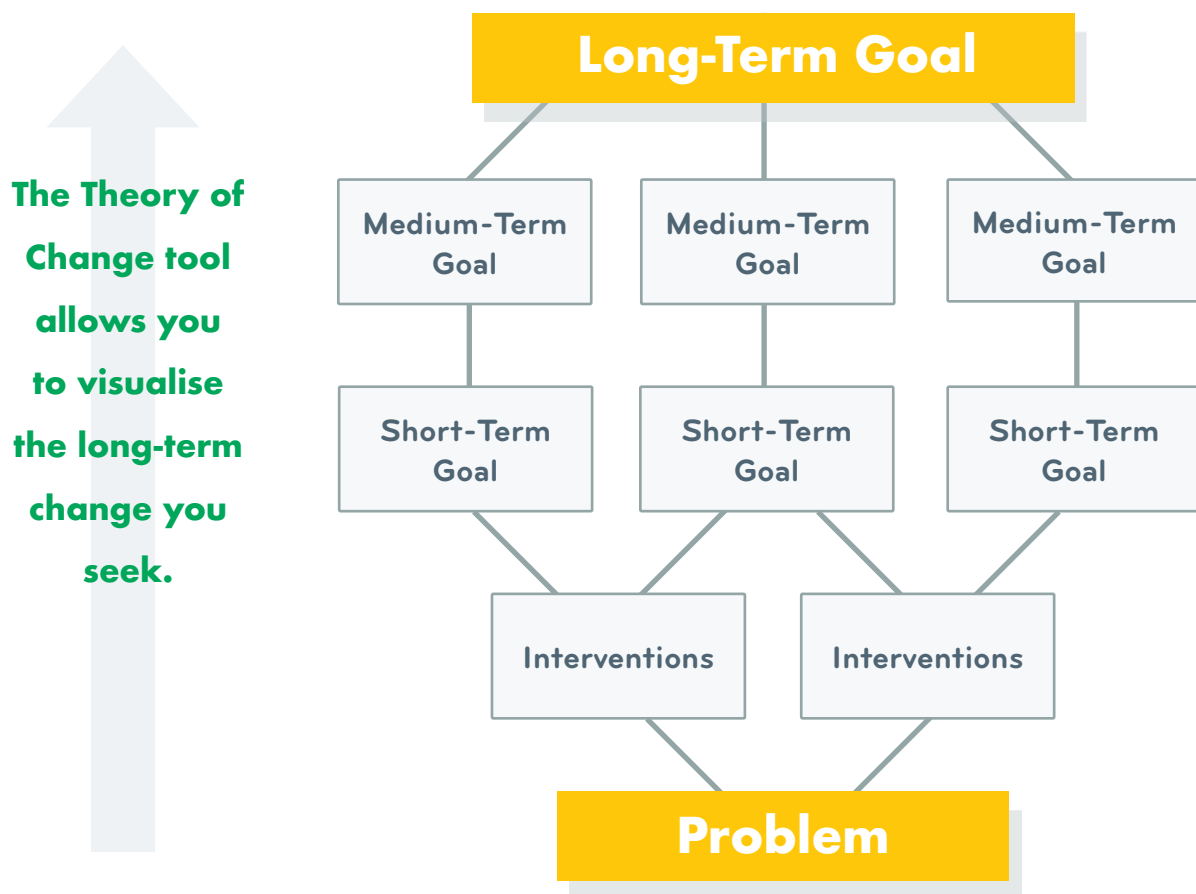 Long-Term Goal
The Theory of
Change tool
allows you
to visualise
the long-term
change you
seek.
Medium-Term
Goal
Medium-Term
Goal
Medium-Term
Goal
Short-Term
Goal
Short-Term
Goal
Short-Term
Goal
Interventions
Interventions
Problem